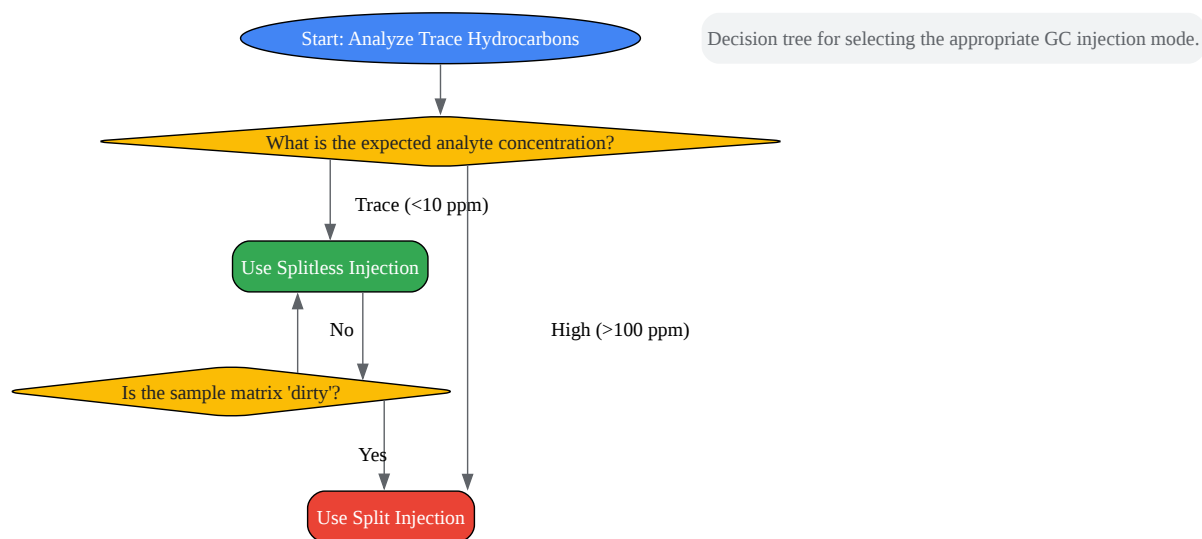 Start: Analyze Trace Hydrocarbons
Decision tree for selecting the appropriate GC injection mode.
What is the expected analyte concentration?
Trace (<10 ppm)
Use Splitless Injection
No
High (>100 ppm)
Is the sample matrix 'dirty'?
Yes
Use Split Injection